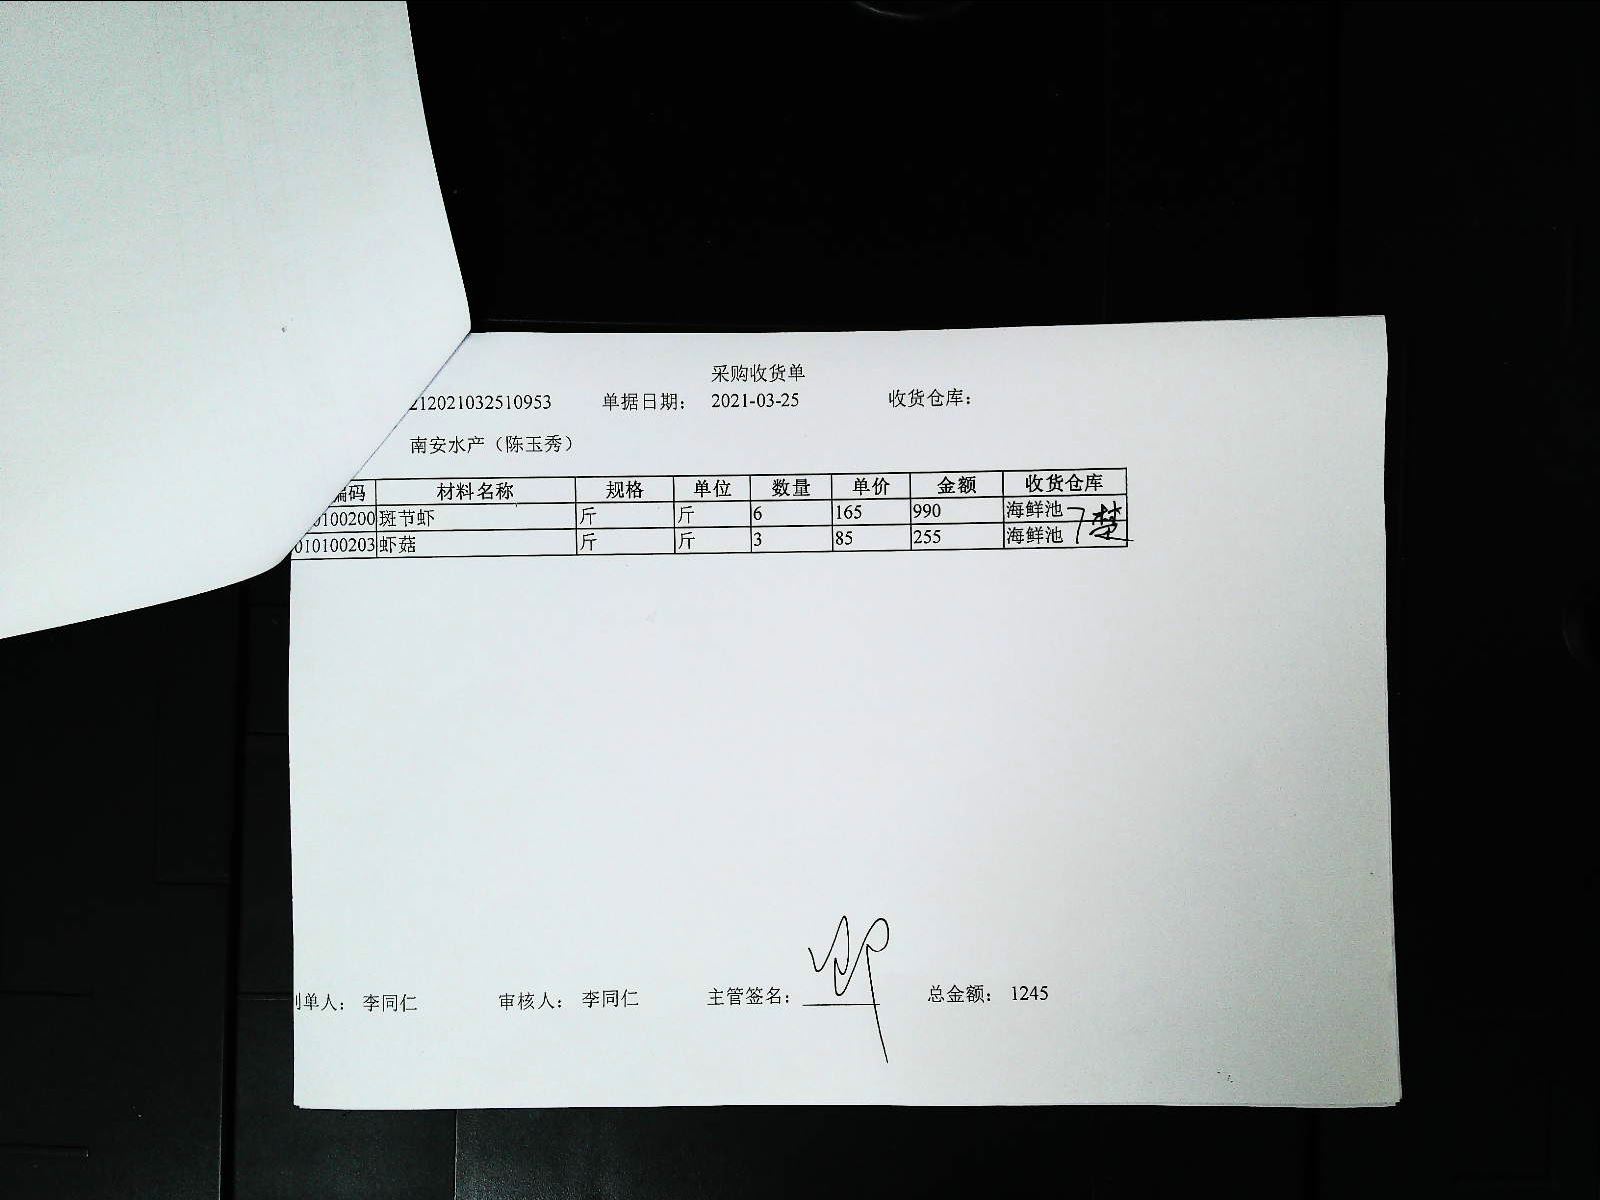 采购收货单
212021032510953 单据日期： 2021-03-25 收货仓库：
南安水产（陈玉秀）
编码 材料名称 规格 单位 数量 单价 金额 收货仓库
0100200 斑节虾 斤 斤 6 165 990 海鲜池
010100203 虾菇 斤 斤 3 85 255 海鲜池
制单人： 李同仁 审核人： 李同仁 主管签名： 总金额： 1245